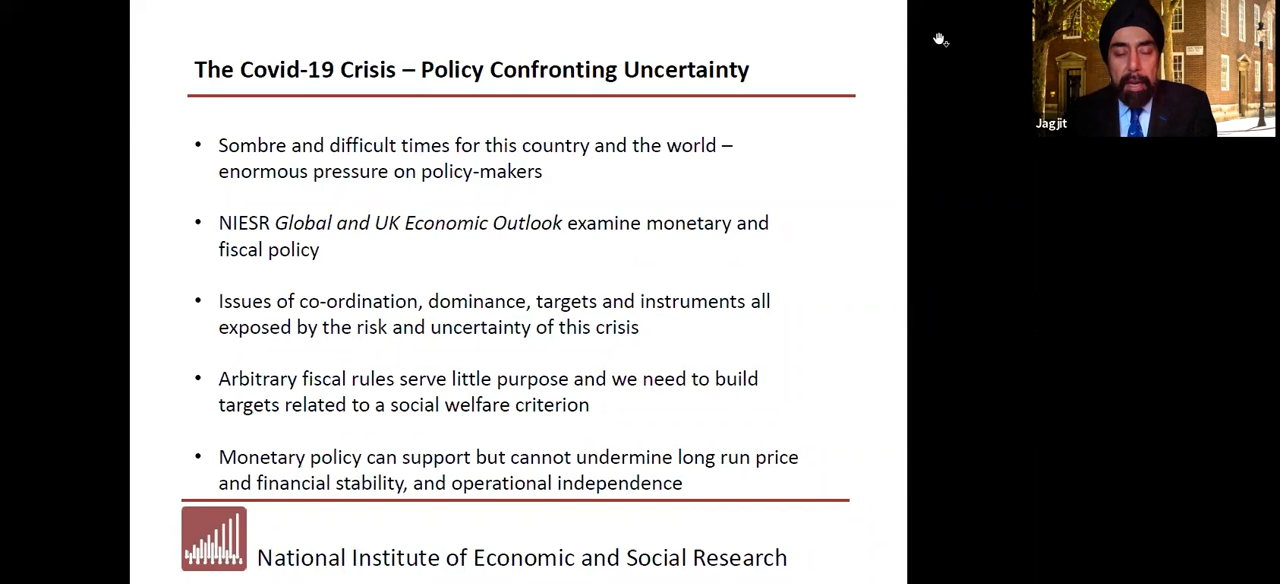 The Covid-19 Crisis – Policy Confronting Uncertainty
• Sombre and difficult times for this country and the world –
enormous pressure on policy-makers
• NIESR Global and UK Economic Outlook examine monetary and
fiscal policy
• Issues of co-ordination, dominance, targets and instruments all
exposed by the risk and uncertainty of this crisis
• Arbitrary fiscal rules serve little purpose and we need to build
targets related to a social welfare criterion
• Monetary policy can support but cannot undermine long run price
and financial stability, and operational independence
National Institute of Economic and Social Research
Jagjit